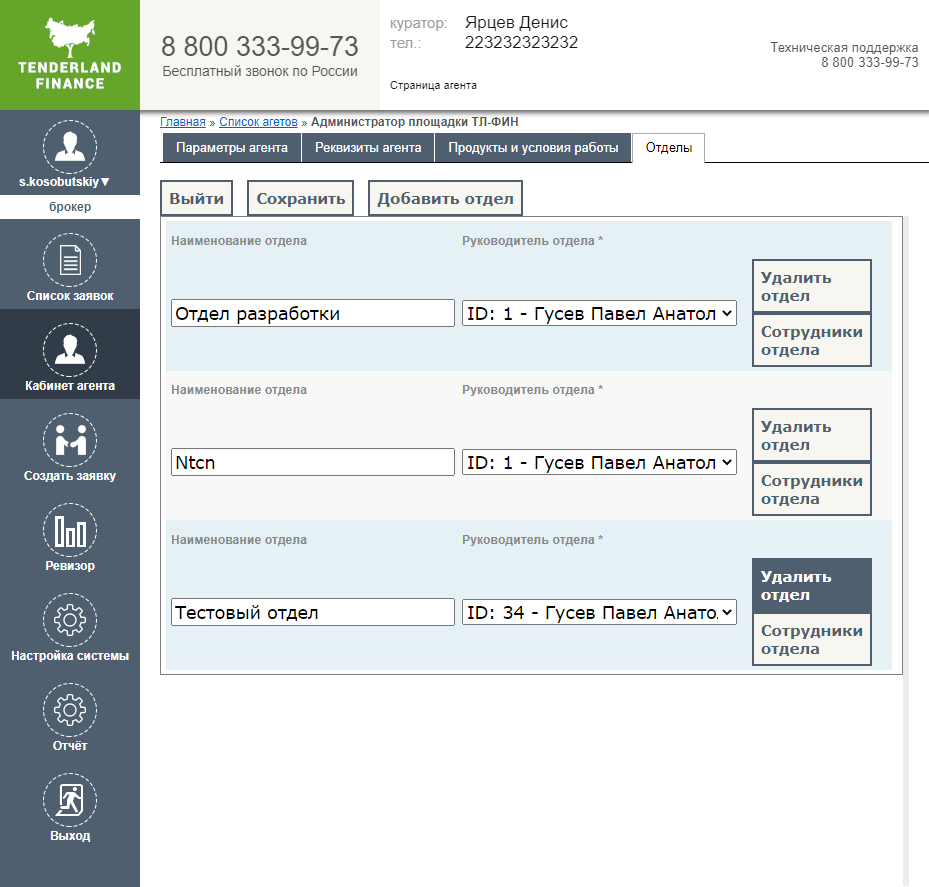 TENDERLAND
FINANCE
8 800 333-99-73
Бесплатный звонок по России
куратор: Ярцев Денис
тел.: 223232323232
Страница агента
Техническая поддержка
8 800 333-99-73
s.kosobutskiy▼
брокер
Список заявок
Кабинет агента
Создать заявку
Ревизор
Настройка системы
Отчёт
Выход
Главная » Список агетов » Администратор площадки ТЛ-ФИН
Параметры агента Реквизиты агента Продукты и условия работы Отделы
Выйти Сохранить Добавить отдел
Наименование отдела Руководитель отдела *
Отдел разработки ID: 1 - Гусев Павел Анатол
Удалить
отдел
Сотрудники
отдела
Наименование отдела Руководитель отдела *
Ntcn ID: 1 - Гусев Павел Анатол
Удалить
отдел
Сотрудники
отдела
Наименование отдела Руководитель отдела *
Тестовый отдел ID: 34 - Гусев Павел Анато.
Удалить
отдел
Сотрудники
отдела